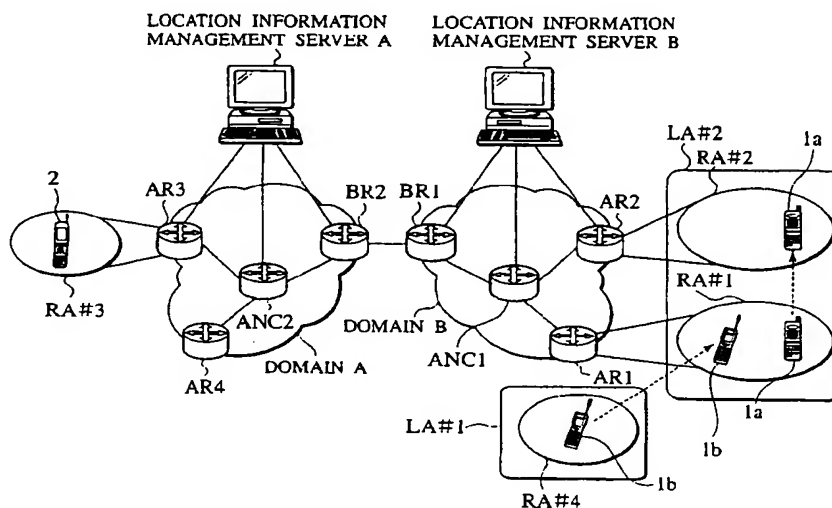 LOCATION INFORMATION
MANAGEMENT SERVER A
LOCATION INFORMATION
MANAGEMENT SERVER B
LA#2
RA#2
1a
2
AR3
BR2
BR1
AR2
RA#1
RA#3
ANC2
DOMAIN B
ANC1
AR4
DOMAIN A
AR1
1a
1b
LA#1
1b
RA#4